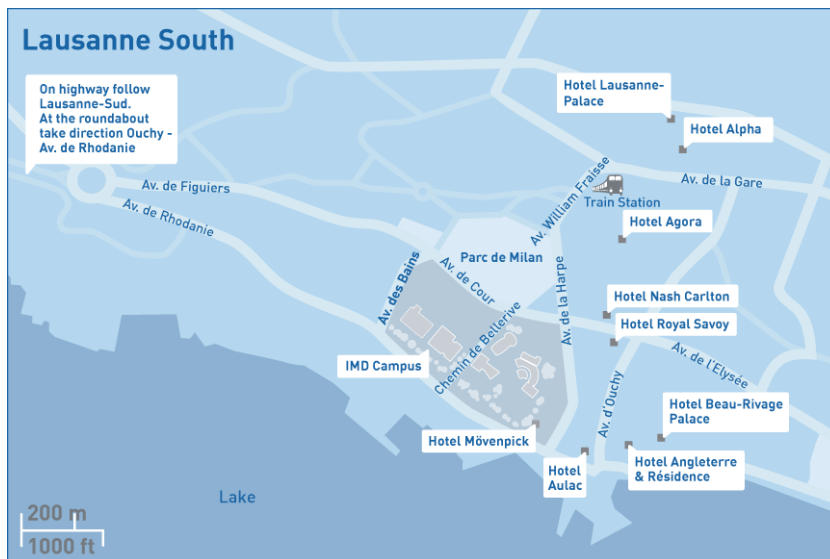 Lausanne South
On highway follow
Lausanne-Sud.
At the roundabout
take direction Ouchy -
Av. de Rhodanie
Hotel Lausanne-
Palace
Hotel Alpha
Av. de la Gare
Av. William Fraisse
Train Station
Av. de Figuiers
Av. de Rhodanie
Hotel Agora
Parc de Milan
Av. des Bains
Av. de Cour
Av. de la Harpe
Hotel Nash Carlton
Hotel Royal Savoy
Chemin de Bellerive
IMD Campus
Av. de l'Elysée
Av. d'Ouchy
Hotel Beau-Rivage
Palace
Hotel Mövenpick
Hotel
Aulac
Hotel Angleterre
& Résidence
Lake
200 m
1000 ft